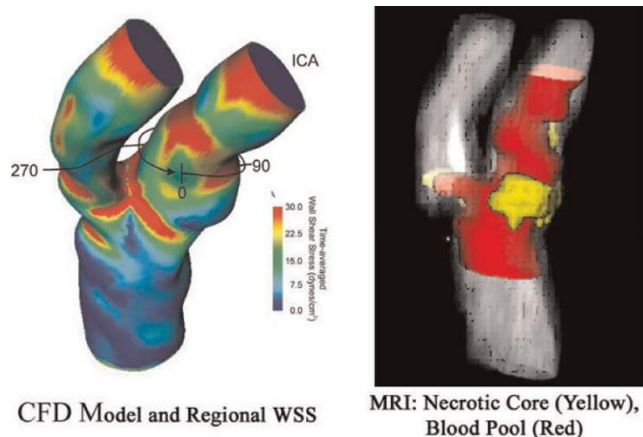 ICA
270
90
0
30.0
22.5
15
7.5
0.0
Time-averaged
Wall Shear Stress (dynes/cm²)
CFD Model and Regional WSS
MRI: Necrotic Core (Yellow),
Blood Pool (Red)